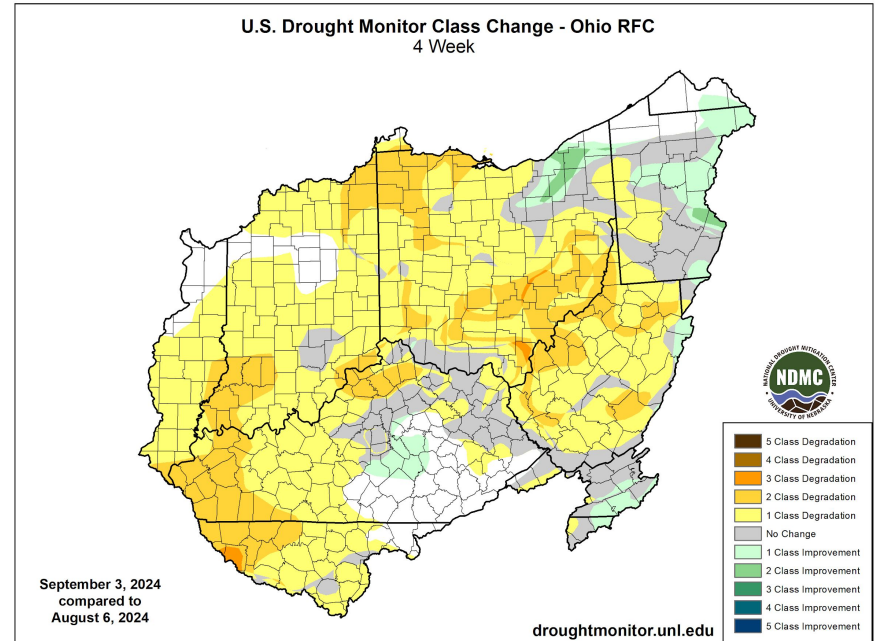 U.S. Drought Monitor Class Change - Ohio RFC
4 Week
NATIONAL DROUGHT MITIGATION CENTER
NDMC
UNIVERSITY OF NEBRASKA
5 Class Degradation
4 Class Degradation
3 Class Degradation
2 Class Degradation
1 Class Degradation
No Change
1 Class Improvement
2 Class Improvement
3 Class Improvement
4 Class Improvement
5 Class Improvement
September 3, 2024
compared to
August 6, 2024
droughtmonitor.unl.edu